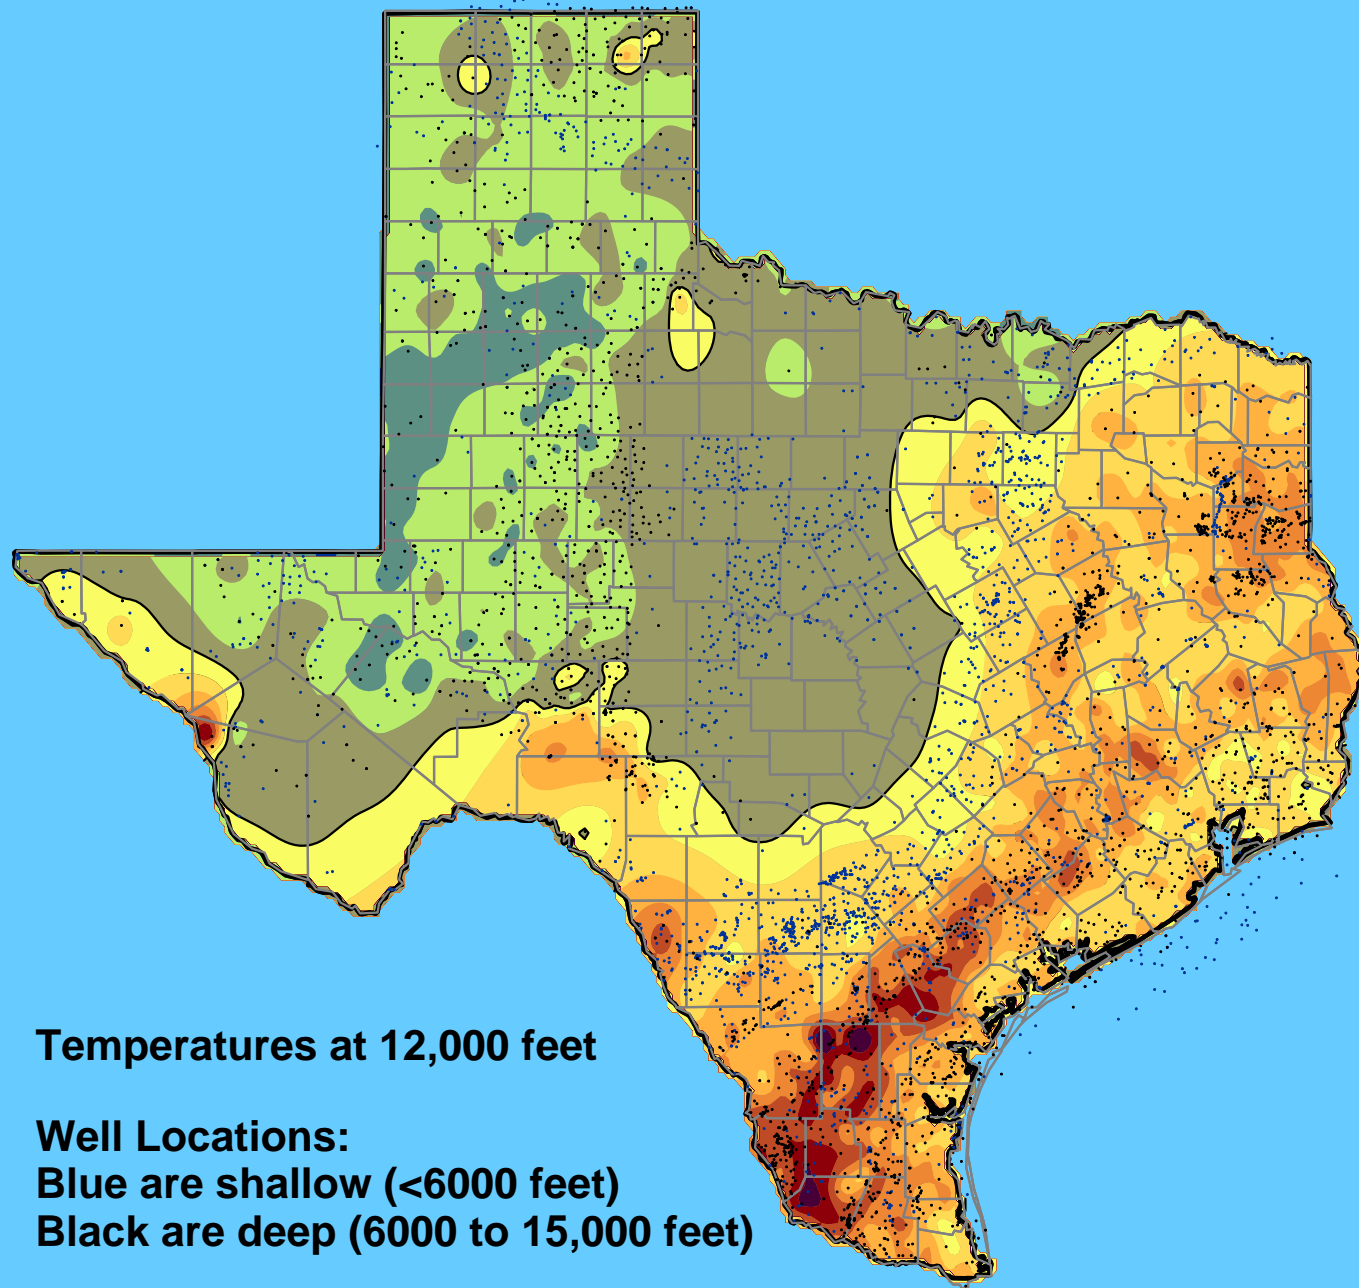 Temperatures at 12,000 feet
Well Locations:
Blue are shallow (<6000 feet)
Black are deep (6000 to 15,000 feet)